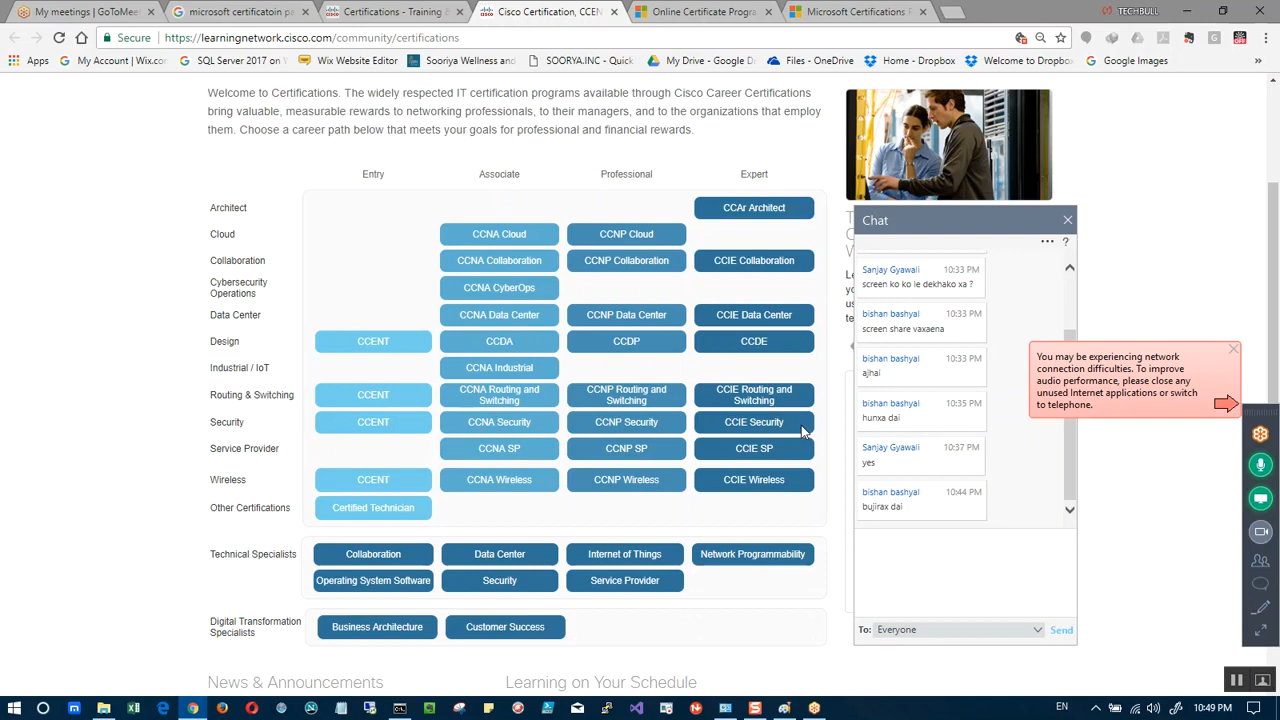 My meetings | GoToMeet
microsoft certificatoin pa
Certifications - Training &
Cisco Certification, CCEN
Online Certificate Progra
Microsoft Certifications F
TECHBULL
Secure
https://learningnetwork.cisco.com/community/certifications
Apps
My Account | Wix.co
SQL Server 2017'in
Wix Website Editor
Sooriya Wellness and
SOORYA.INC - Quick
My Drive - Google D
Files - OneDrive
Home - Dropbox
Welcome to Dropbox
Google Images
Welcome to Certifications. The widely respected IT certification programs available through Cisco Career Certifications
bring valuable, measurable rewards to networking professionals, to their managers, and to the organizations that employ
them. Choose a career path below that meets your goals for professional and financial rewards.
Entry Associate Professional Expert
Architect CCAr Architect
Cloud CCNA Cloud CCNP Cloud
Collaboration CCNA Collaboration CCNP Collaboration CCIE Collaboration
Cybersecurity
Operations
CCNA CyberOps
Data Center CCNA Data Center CCNP Data Center CCIE Data Center
Design CCENT CCDA CCDP CCDE
Industrial / IoT CCNA Industrial
Routing & Switching
CCENT
CCNA Routing and
Switching
CCNP Routing and
Switching
CCIE Routing and
Switching
Security CCENT CCNA Security CCNP Security CCIE Security
Service Provider CCNA SP CCNP SP CCIE SP
Wireless CCENT CCNA Wireless CCNP Wireless CCIE Wireless
Other Certifications Certified Technician
Technical Specialists Collaboration Data Center Internet of Things Network Programmability
Operating System Software Security Service Provider
Digital Transformation
Specialists
Business Architecture Customer Success
News & Announcements
Learning on Your Schedule
Chat
Sanjay Gyawali 10:33 PM
screen ko ko le dekhako xa ?
bishan bashyal 10:33 PM
screen share vaxaena
bishan bashyal 10:33 PM
ajhai
bishan bashyal 10:35 PM
hunxa dai
Sanjay Gyawali 10:37 PM
yes
bishan bashyal 10:44 PM
bujirax dai
To: Everyone
Send
You may be experiencing network
connection difficulties. To improve
audio performance, please close any
unused Internet applications or switch
to telephone.
EN
10:49 PM